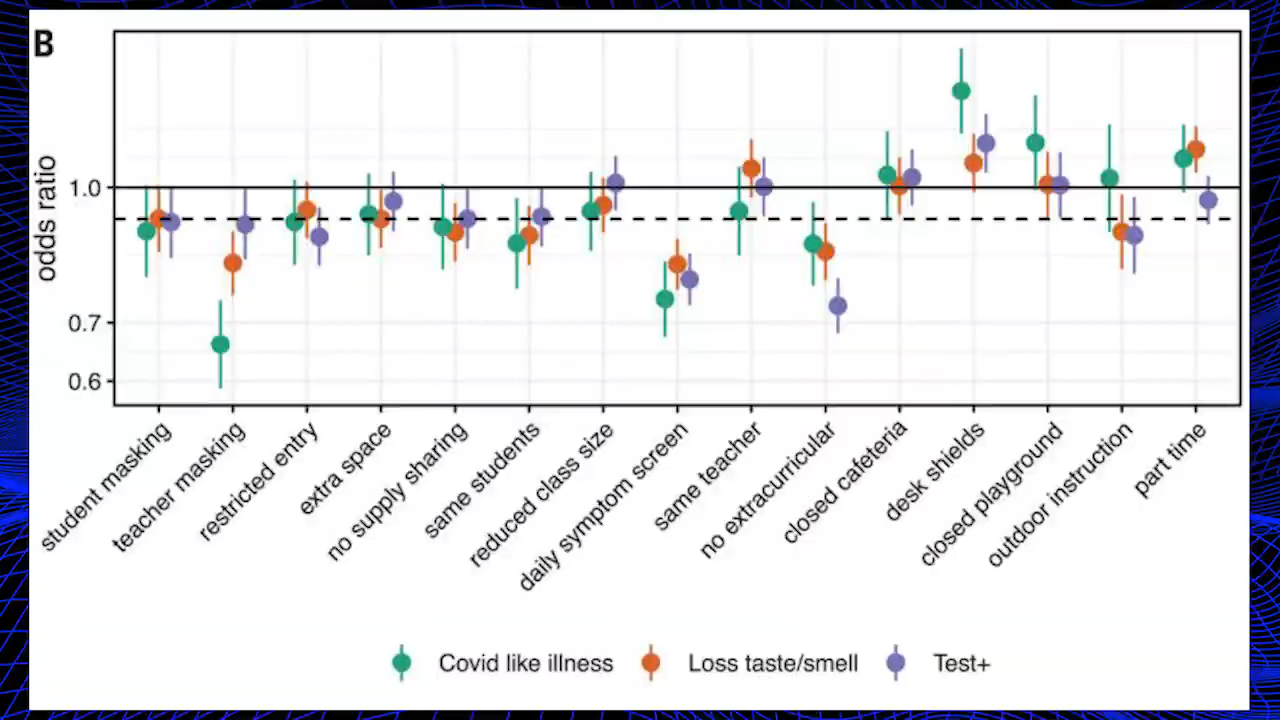 B
odds ratio
1.0
0.7
0.6
student masking
teacher masking
restricted entry
extra space
no supply sharing
same students
reduced class size
daily symptom screen
same teacher
no extracurricular
closed cafeteria
desk shields
closed playground
outdoor instruction
part time
Covid like illness Loss taste/smell Test+